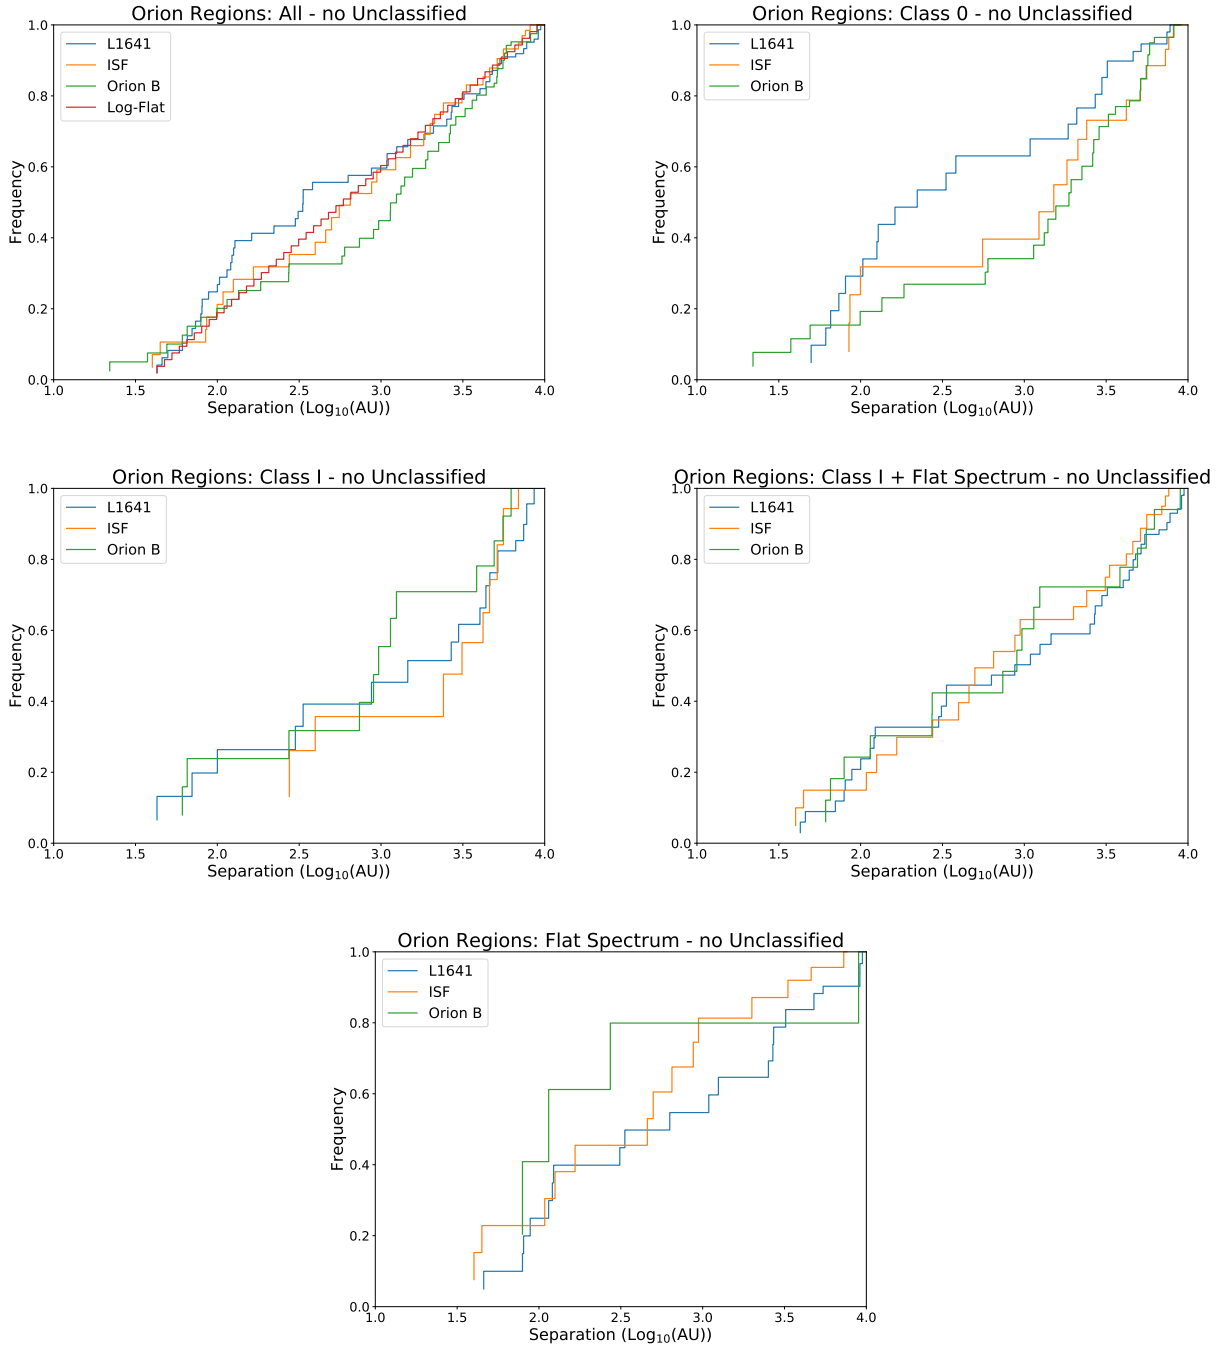 Orion Regions: All - no Unclassified
L1641
ISF
Orion B
Log-Flat
Frequency
0.0
0.2
0.4
0.6
0.8
1.0
1.0 1.5 2.0 2.5 3.0 3.5 4.0
Separation (Log10(AU))
Orion Regions: Class 0 - no Unclassified
L1641
ISF
Orion B
Frequency
0.0
0.2
0.4
0.6
0.8
1.0
1.0 1.5 2.0 2.5 3.0 3.5 4.0
Separation (Log10(AU))
Orion Regions: Class I - no Unclassified
L1641
ISF
Orion B
Frequency
0.0
0.2
0.4
0.6
0.8
1.0
1.0 1.5 2.0 2.5 3.0 3.5 4.0
Separation (Log10(AU))
Orion Regions: Class I + Flat Spectrum - no Unclassified
L1641
ISF
Orion B
Frequency
0.0
0.2
0.4
0.6
0.8
1.0
1.0 1.5 2.0 2.5 3.0 3.5 4.0
Separation (Log10(AU))
Orion Regions: Flat Spectrum - no Unclassified
L1641
ISF
Orion B
Frequency
0.0
0.2
0.4
0.6
0.8
1.0
1.0 1.5 2.0 2.5 3.0 3.5 4.0
Separation (Log10(AU))